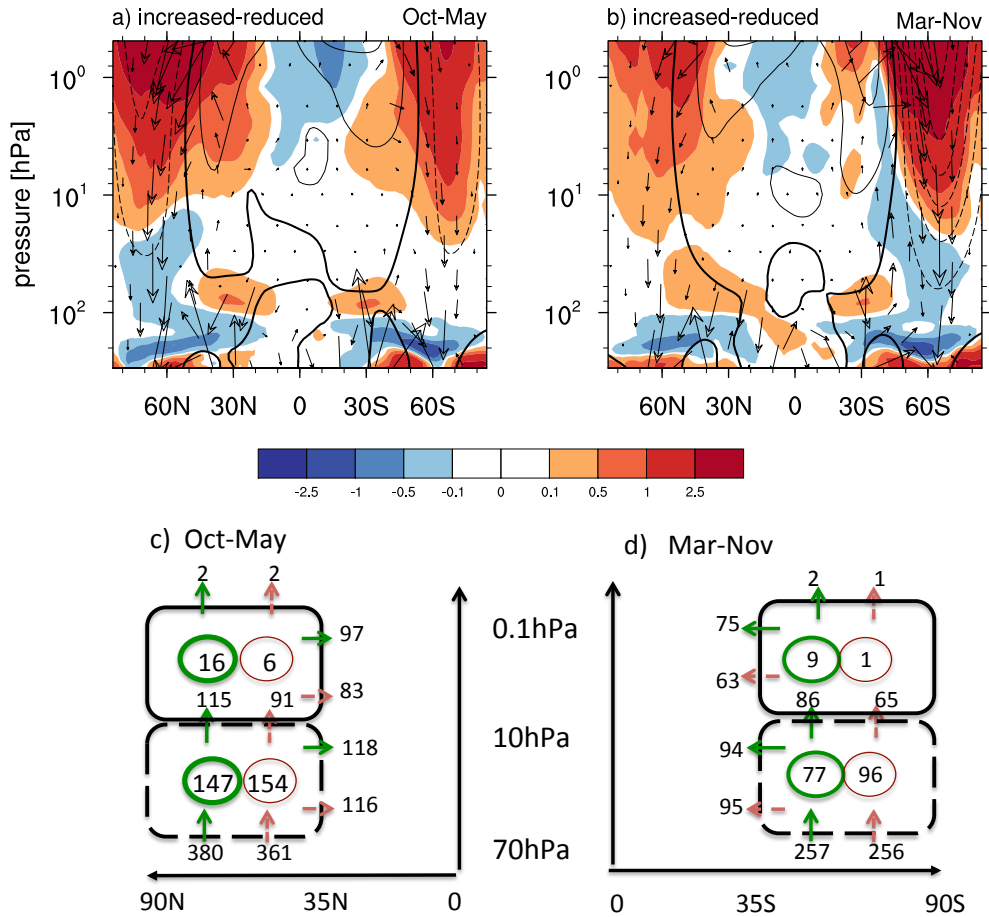 a) increased-reduced Oct-May
b) increased-reduced Mar-Nov
pressure [hPa]
10⁰
10¹
10²
60N 30N 0 30S 60S
10⁰
10¹
10²
60N 30N 0 30S 60S
-2.5 -1 -0.5 -0.1 0 0.1 0.5 1 2.5
c) Oct-May
2 2
97
16 6
83
115 91
118
147 154
116
380 361
90N 35N 0
0.1hPa
10hPa
70hPa
d) Mar-Nov
2 1
75
9 1
63
86 65
94
77 96
95
257 256
0 35S 90S